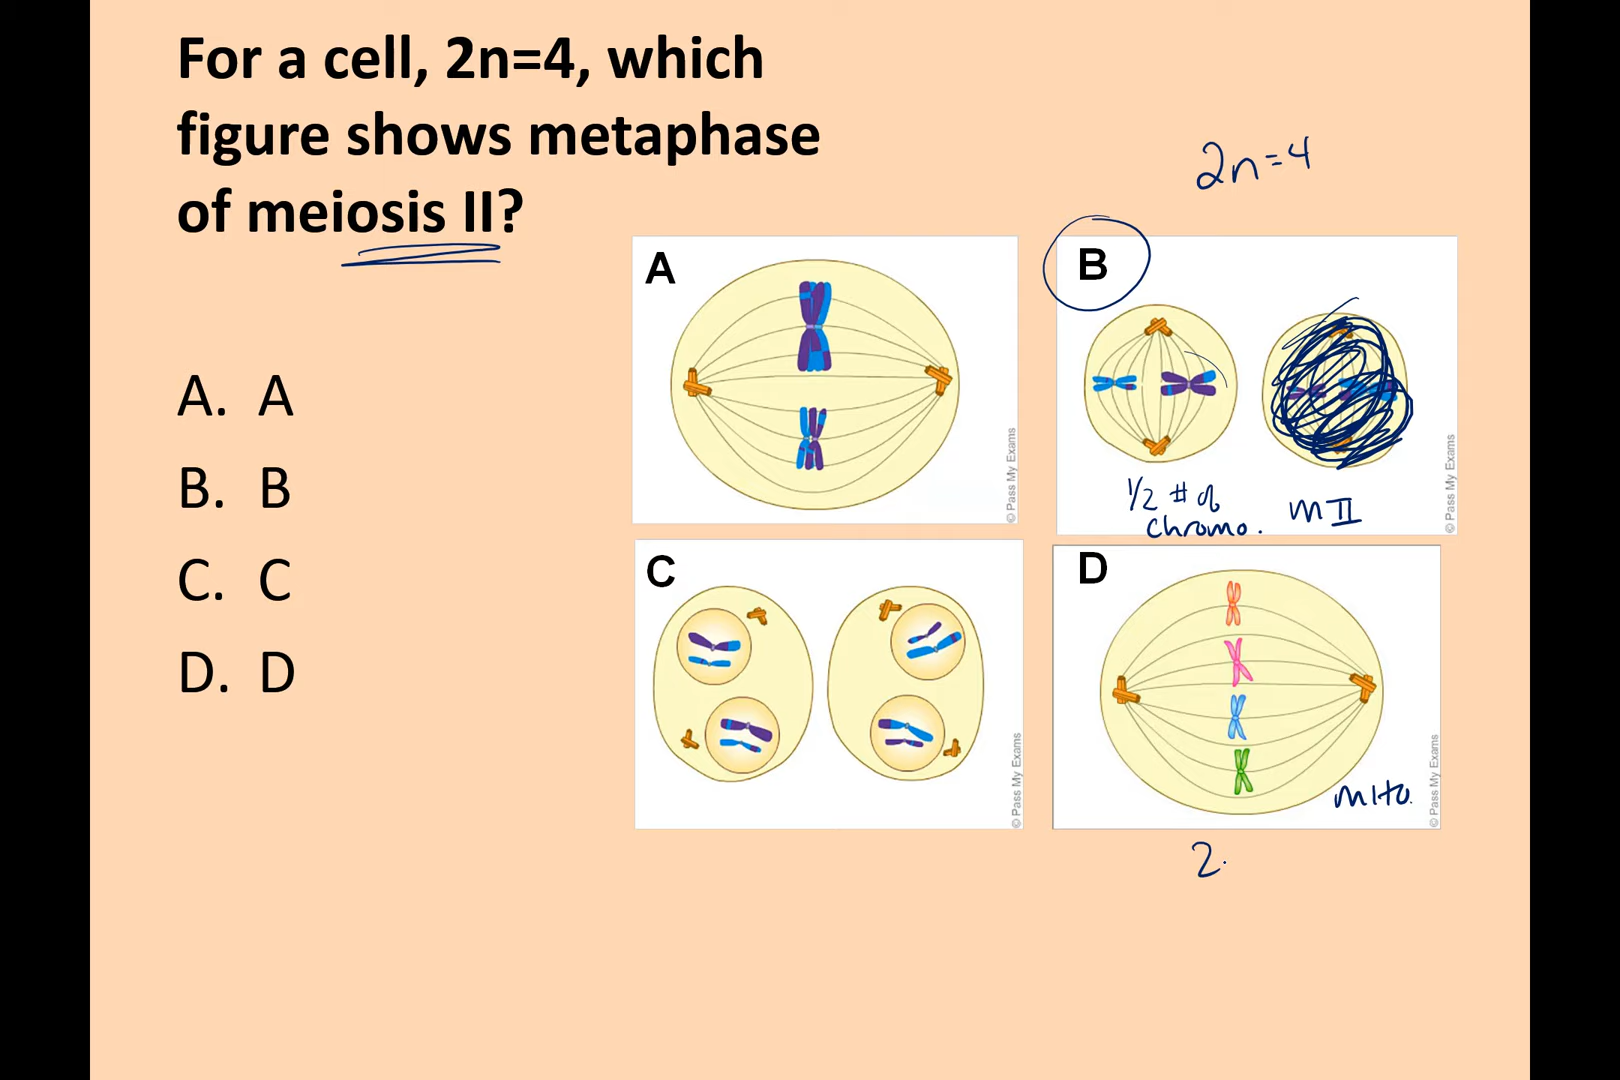 For a cell, 2n=4, which
figure shows metaphase
of meiosis II?
2n=4
A. A
B. B
C. C
D. D
A
© Pass My Exams
B
1/2 # of
chromo.
m II
© Pass My Exams
C
© Pass My Exams
D
mito.
© Pass My Exams
2.